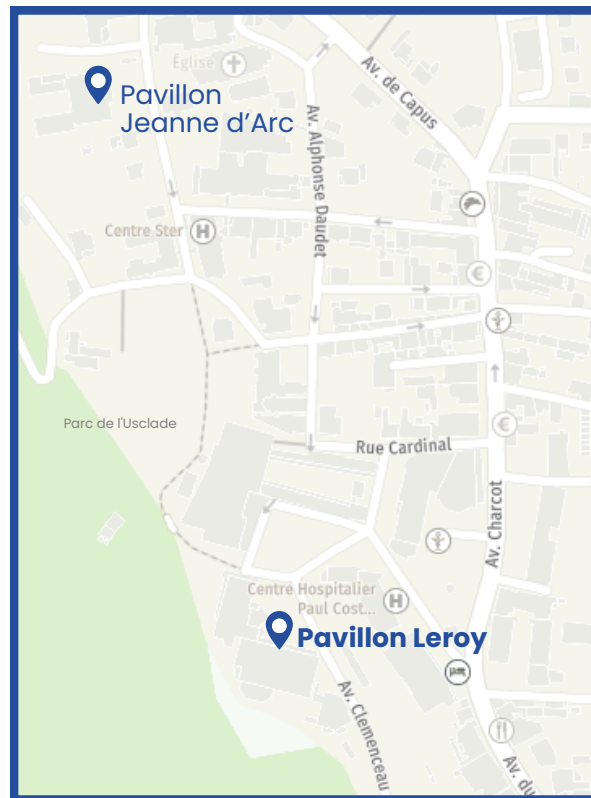 Église
Av. de Capus
Pavillon
Jeanne d’Arc
Av. Alphonse Daudet
Centre Ster
H
€
Parc de l'Usclade
€
Rue Cardinal
Av. Charcot
Centre Hospitalier
Paul Cost...
H
Pavillon Leroy
Av. Clemenceau
Av. du